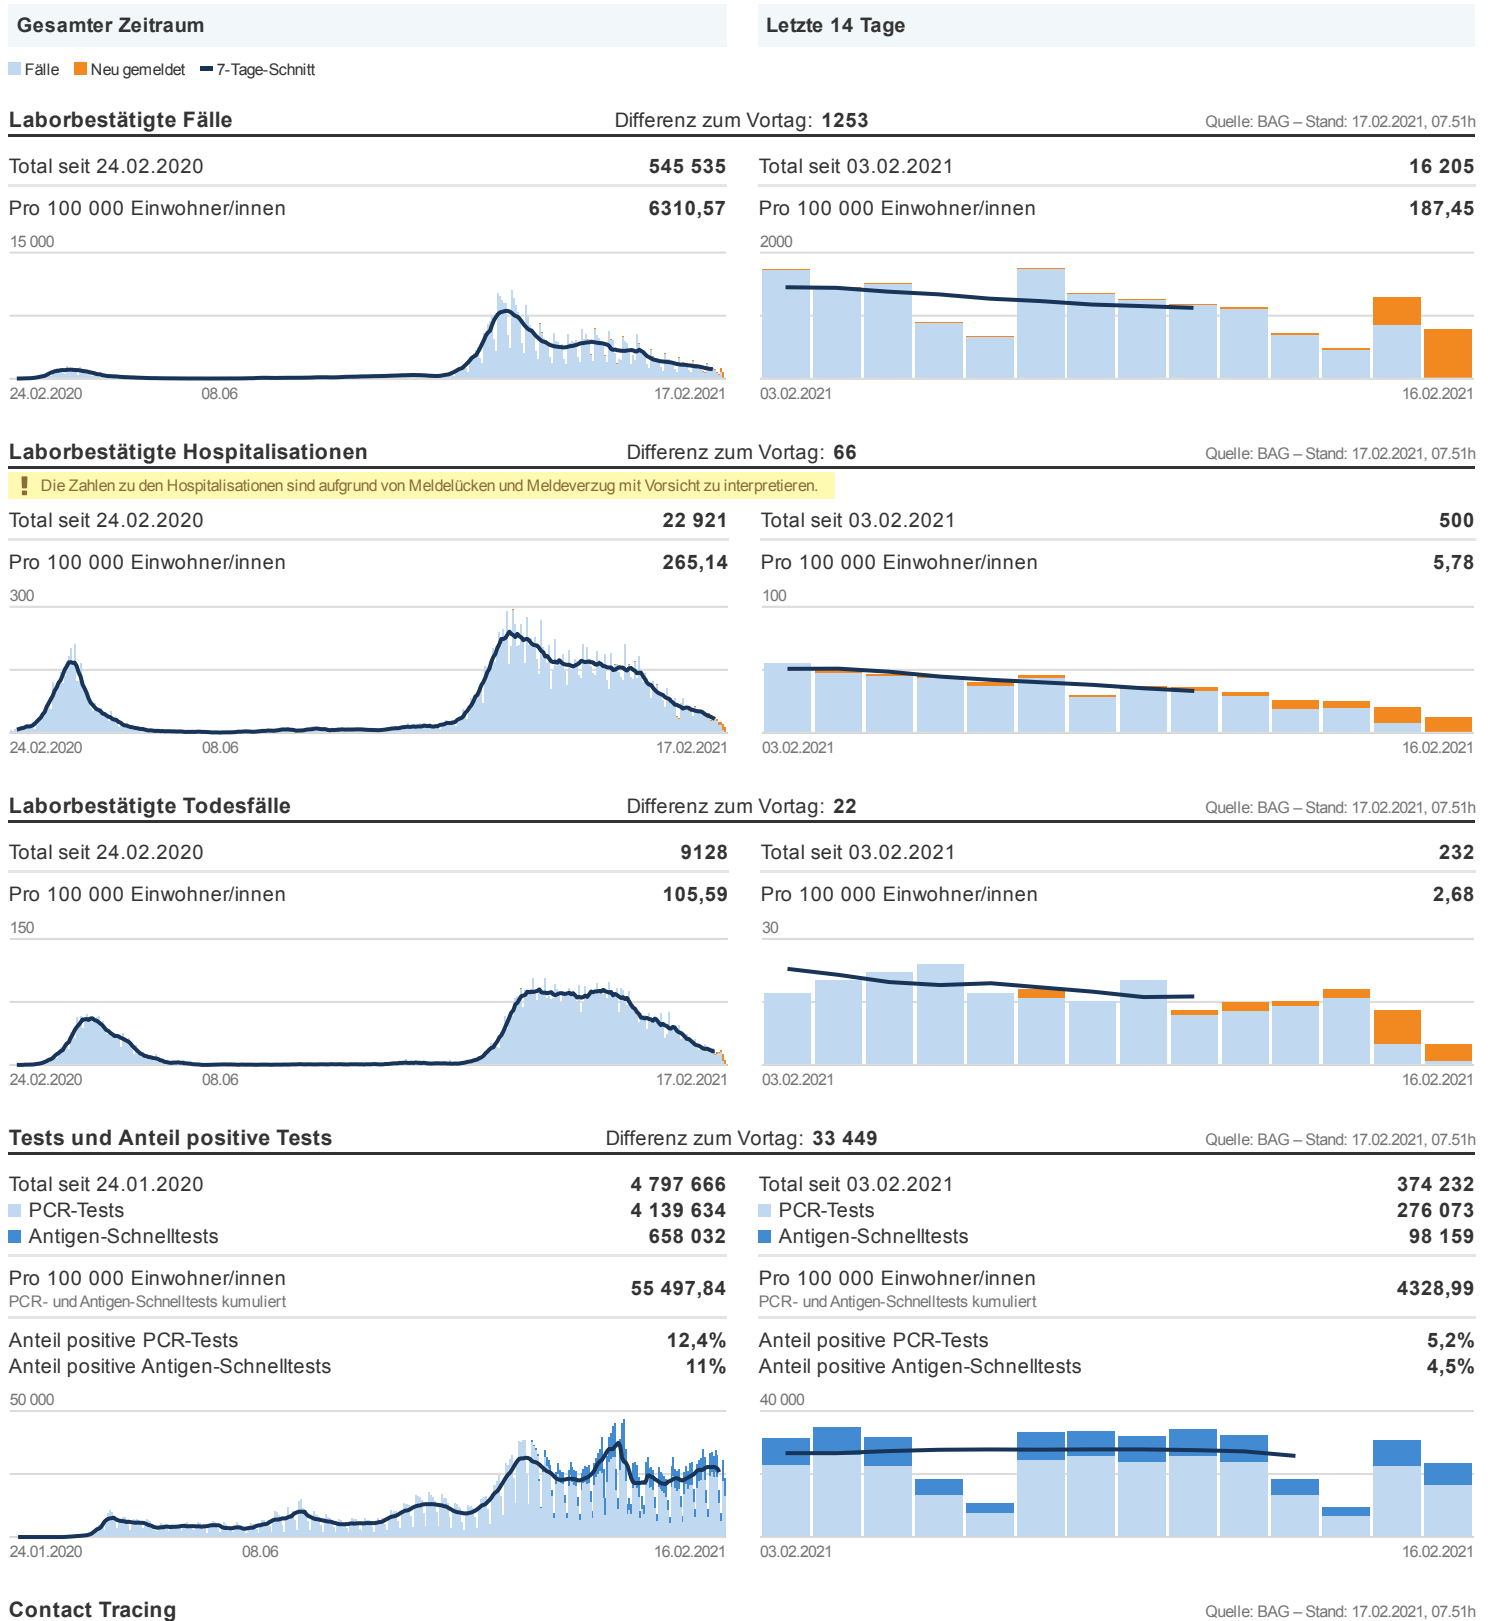 Gesamter Zeitraum
Letzte 14 Tage
Fälle Neu gemeldet 7-Tage-Schnitt
Laborbestätigte Fälle Differenz zum Vortag: 1253 Quelle: BAG – Stand: 17.02.2021, 07.51h
Total seit 24.02.2020 545 535
Pro 100 000 Einwohner/innen 6310,57
15 000
24.02.2020 08.06 17.02.2021
Total seit 03.02.2021 16 205
Pro 100 000 Einwohner/innen 187,45
2000
03.02.2021 16.02.2021
Laborbestätigte Hospitalisationen Differenz zum Vortag: 66 Quelle: BAG – Stand: 17.02.2021, 07.51h
Die Zahlen zu den Hospitalisationen sind aufgrund von Meldelücken und Meldeverzug mit Vorsicht zu interpretieren.
Total seit 24.02.2020 22 921
Pro 100 000 Einwohner/innen 265,14
300
24.02.2020 08.06 17.02.2021
Total seit 03.02.2021 500
Pro 100 000 Einwohner/innen 5,78
100
03.02.2021 16.02.2021
Laborbestätigte Todesfälle Differenz zum Vortag: 22 Quelle: BAG – Stand: 17.02.2021, 07.51h
Total seit 24.02.2020 9128
Pro 100 000 Einwohner/innen 105,59
150
24.02.2020 08.06 17.02.2021
Total seit 03.02.2021 232
Pro 100 000 Einwohner/innen 2,68
30
03.02.2021 16.02.2021
Tests und Anteil positive Tests Differenz zum Vortag: 33 449 Quelle: BAG – Stand: 17.02.2021, 07.51h
Total seit 24.01.2020 4 797 666
PCR-Tests 4 139 634
Antigen-Schnelltests 658 032
Pro 100 000 Einwohner/innen 55 497,84
PCR- und Antigen-Schnelltests kumuliert
Anteil positive PCR-Tests 12,4%
Anteil positive Antigen-Schnelltests 11%
50 000
24.01.2020 08.06 16.02.2021
Total seit 03.02.2021 374 232
PCR-Tests 276 073
Antigen-Schnelltests 98 159
Pro 100 000 Einwohner/innen 4328,99
PCR- und Antigen-Schnelltests kumuliert
Anteil positive PCR-Tests 5,2%
Anteil positive Antigen-Schnelltests 4,5%
40 000
03.02.2021 16.02.2021
Contact Tracing Quelle: BAG – Stand: 17.02.2021, 07.51h